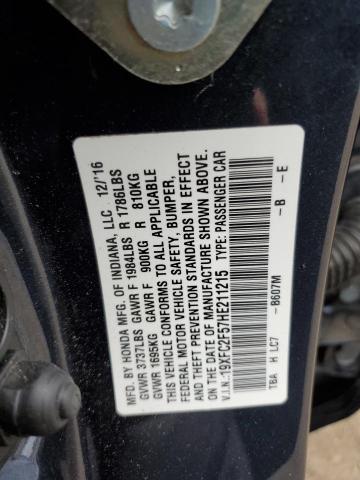 MFD. BY HONDA MFG. OF INDIANA, LLC 12/16
GVWR 3737LBS GAWR F 1984LBS R 1786LBS
GVWR 1695KG GAWR F 900KG R 810KG
THIS VEHICLE CONFORMS TO ALL APPLICABLE
FEDERAL MOTOR VEHICLE SAFETY, BUMPER,
AND THEFT PREVENTION STANDARDS IN EFFECT
ON THE DATE OF MANUFACTURE SHOWN ABOVE.
V.I.N.:19XFC2F57HE211215 TYPE: PASSENGER CAR
TBA H LC7 - B607M - B - E